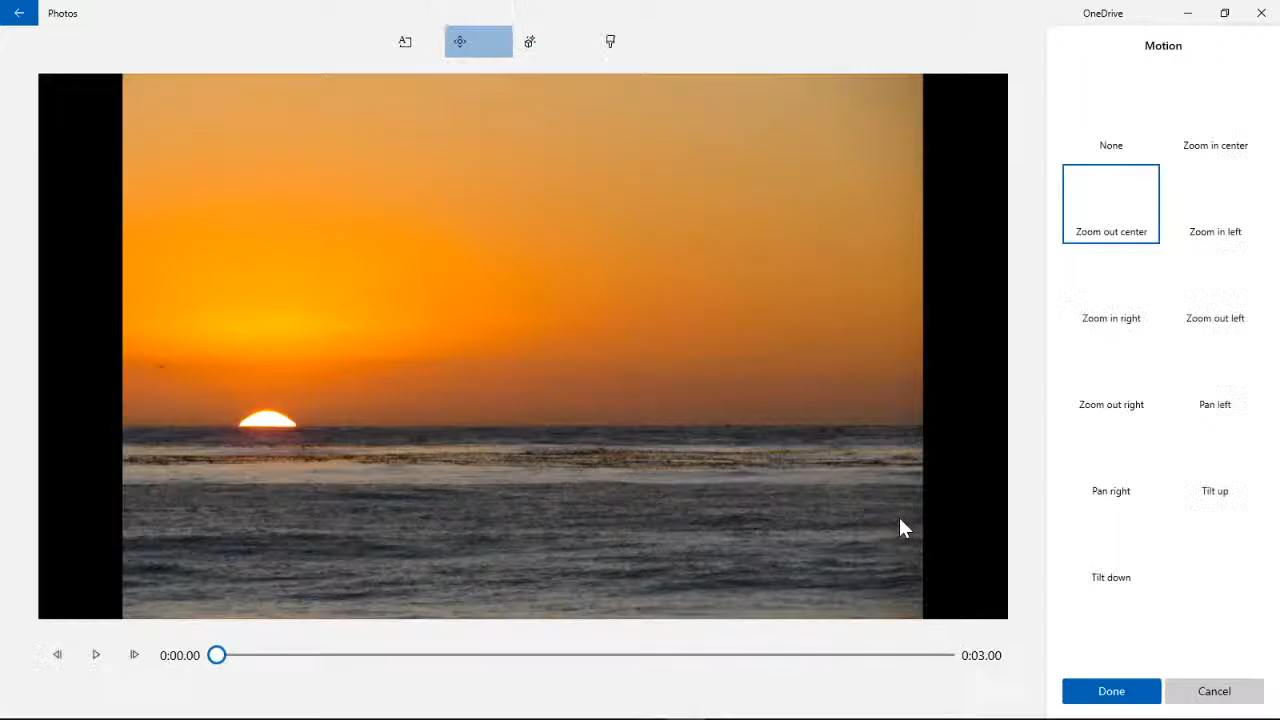 Photos
OneDrive
Motion
None
Zoom in center
Zoom out center
Zoom in left
Zoom in right
Zoom out left
Zoom out right
Pan left
Pan right
Tilt up
Tilt down
0:00.00
0:03.00
Done
Cancel